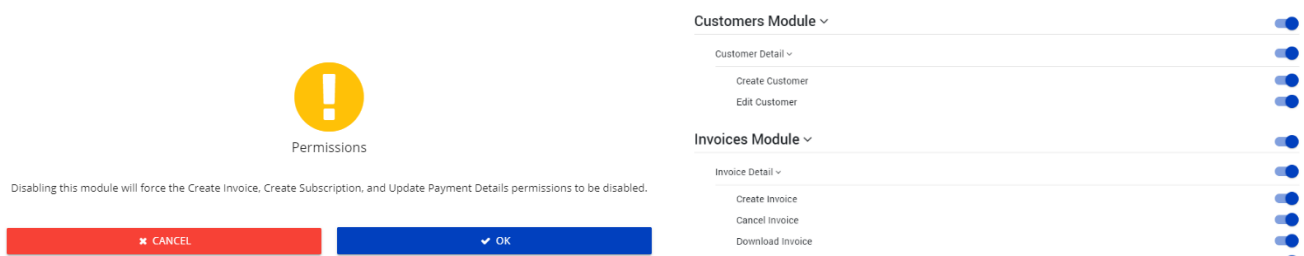 Permissions
Disabling this module will force the Create Invoice, Create Subscription, and Update Payment Details permissions to be disabled.
CANCEL
OK
Customers Module
Customer Detail
Create Customer
Edit Customer
Invoices Module
Invoice Detail
Create Invoice
Cancel Invoice
Download Invoice